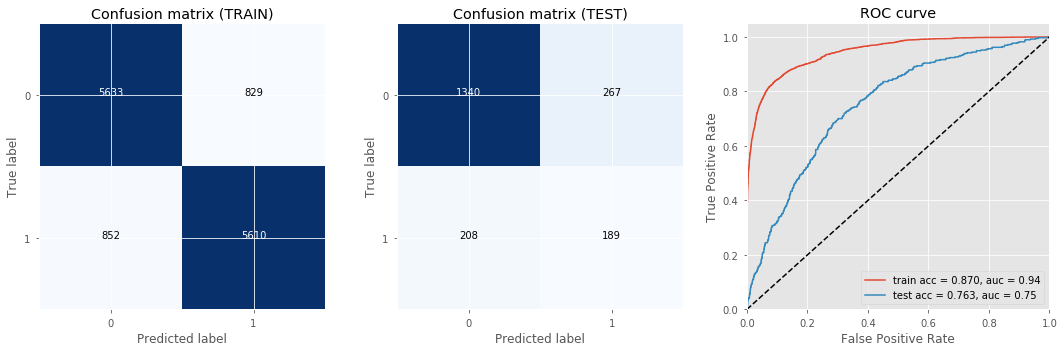 Confusion matrix (TRAIN)
True label
0
1
5633
829
852
5610
0
1
Predicted label
Confusion matrix (TEST)
True label
0
1
1340
267
208
189
0
1
Predicted label
ROC curve
True Positive Rate
1.0
0.8
0.6
0.4
0.2
0.0
train acc = 0.870, auc = 0.94
test acc = 0.763, auc = 0.75
0.0
0.2
0.4
0.6
0.8
1.0
False Positive Rate